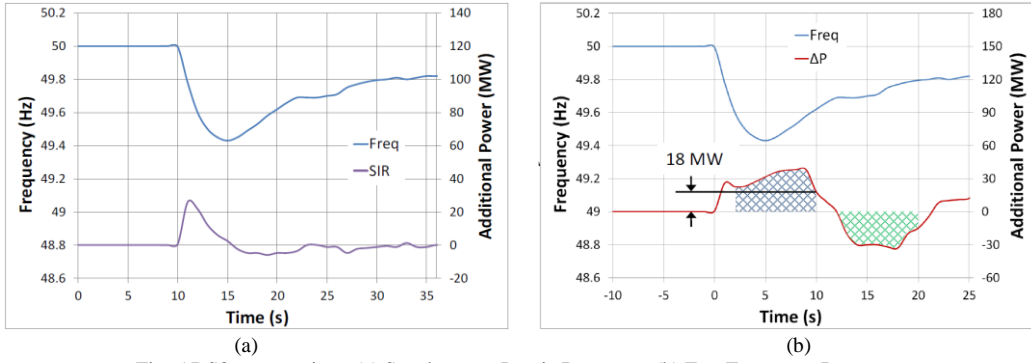 50.2
50
49.8
49.6
49.4
49.2
49
48.8
48.6
Frequency (Hz)
140
120
100
80
60
40
20
0
-20
Additional Power (MW)
Freq
SIR
0 5 10 15 20 25 30 35
Time (s)
(a)
50.2
50
49.8
49.6
49.4
49.2
49
48.8
48.6
Frequency (Hz)
180
150
120
90
60
30
0
-30
-60
Additional Power (MW)
Freq
ΔP
18 MW
-10 -5 0 5 10 15 20 25
Time (s)
(b)